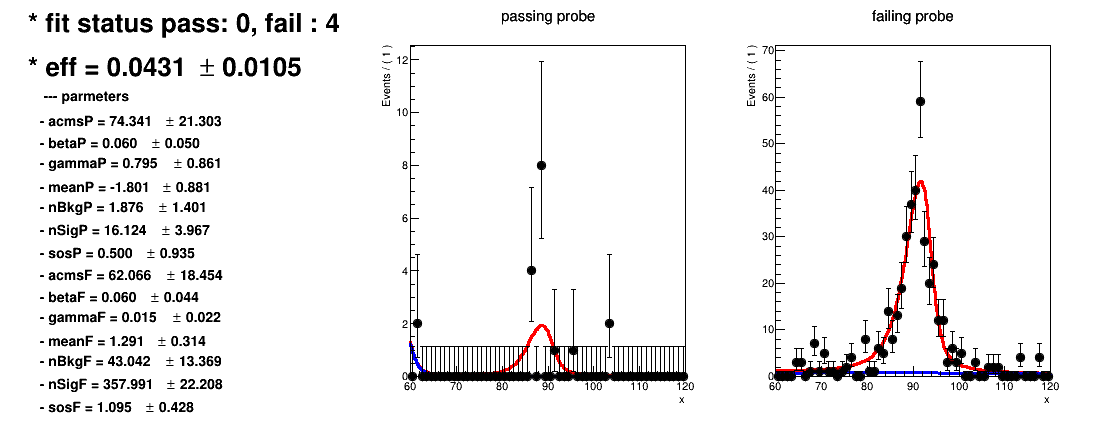 * fit status pass: 0, fail : 4
* eff = 0.0431 ± 0.0105
--- parmeters
- acmsP = 74.341 ± 21.303
- betaP = 0.060 ± 0.050
- gammaP = 0.795 ± 0.861
- meanP = -1.801 ± 0.881
- nBkgP = 1.876 ± 1.401
- nSigP = 16.124 ± 3.967
- sosP = 0.500 ± 0.935
- acmsF = 62.066 ± 18.454
- betaF = 0.060 ± 0.044
- gammaF = 0.015 ± 0.022
- meanF = 1.291 ± 0.314
- nBkgF = 43.042 ± 13.369
- nSigF = 357.991 ± 22.208
- sosF = 1.095 ± 0.428
passing probe
Events / ( 1 )
12
10
8
6
4
2
0
60 70 80 90 100 110 120
x
failing probe
Events / ( 1 )
70
60
50
40
30
20
10
0
60 70 80 90 100 110 120
x